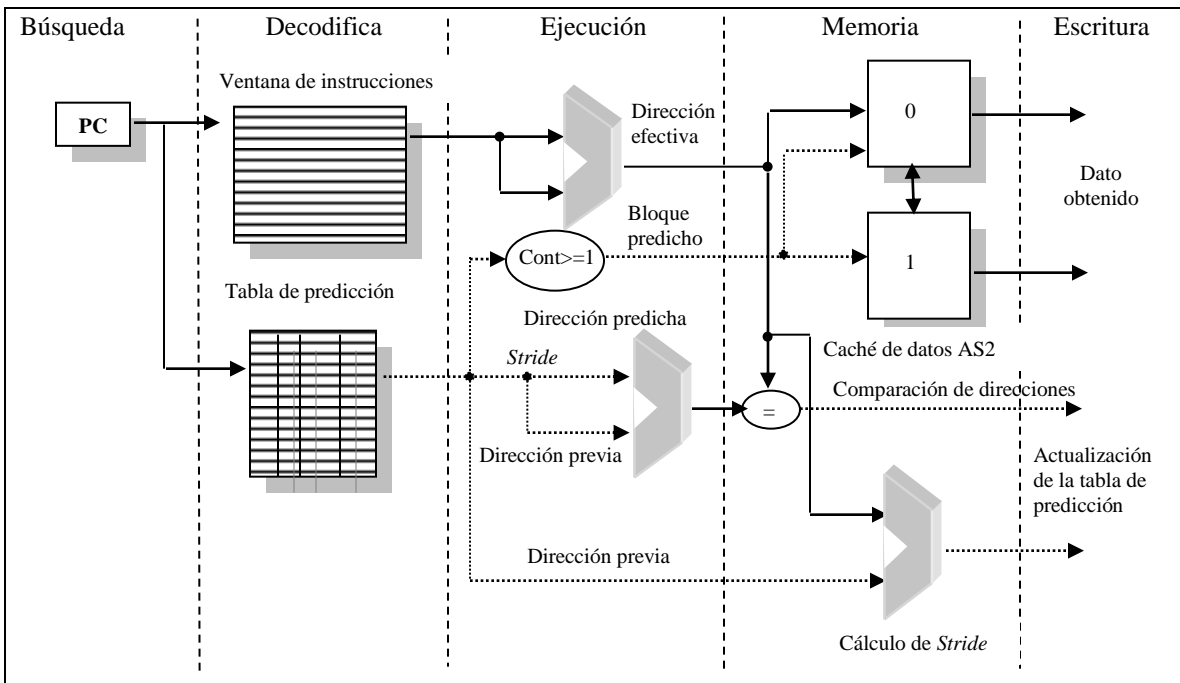 Búsqueda
Decodifica
Ejecución
Memoria
Escritura
Ventana de instrucciones
PC
Dirección
efectiva
0
Dato
obtenido
Bloque
predicho
Cont>=1
1
Tabla de predicción
Dirección predicha
Stride
Caché de datos AS2
Comparación de direcciones
=
Dirección previa
Actualización
de la tabla de
predicción
Dirección previa
Cálculo de Stride